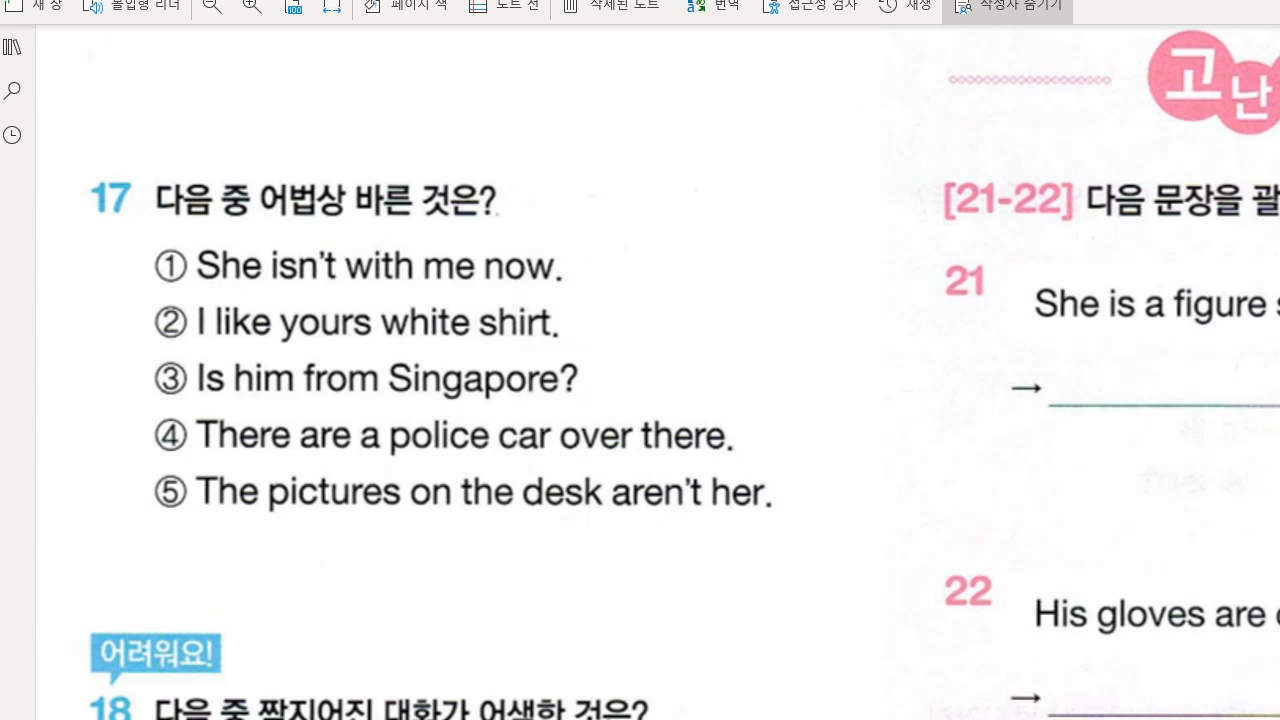 새 창 몰입형 리더 100 페이지 색 노트 선 삭제된 노트 번역 접근성 검사 재생 작성자 숨기기
고난
17 다음 중 어법상 바른 것은?
① She isn't with me now.
② I like yours white shirt.
③ Is him from Singapore?
④ There are a police car over there.
⑤ The pictures on the desk aren't her.
어려워요!
18 다음 중 짝지어진 대화가 어색한 것은?
[21-22] 다음 문장을 괄
21 She is a figure
→
22 His gloves are
→